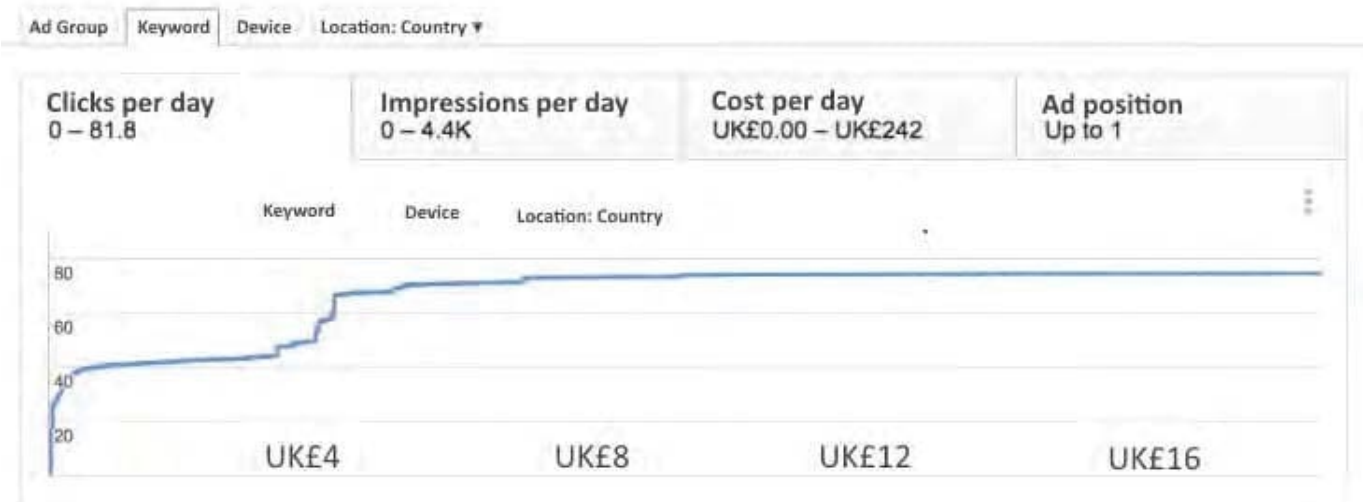 Ad Group Keyword Device Location: Country ▼
Clicks per day Impressions per day Cost per day Ad position
0 – 81.8 0 – 4.4K UK£0.00 – UK£242 Up to 1
Keyword Device Location: Country
80
60
40
20
UK£4 UK£8 UK£12 UK£16